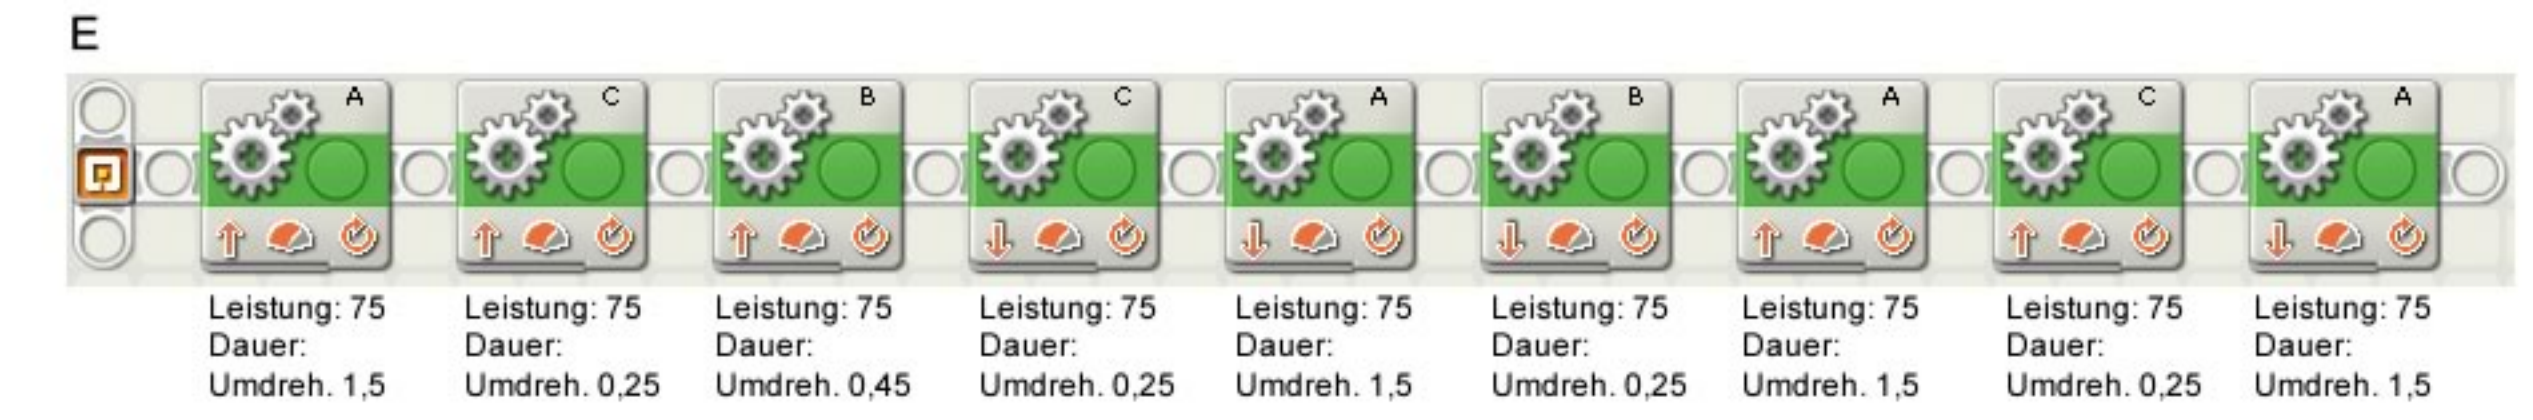 E
A C B C A B A C A
Leistung: 75 Leistung: 75 Leistung: 75 Leistung: 75 Leistung: 75 Leistung: 75 Leistung: 75 Leistung: 75 Leistung: 75
Dauer: Dauer: Dauer: Dauer: Dauer: Dauer: Dauer: Dauer: Dauer:
Umdreh. 1,5 Umdreh. 0,25 Umdreh. 0,45 Umdreh. 0,25 Umdreh. 1,5 Umdreh. 0,25 Umdreh. 1,5 Umdreh. 0,25 Umdreh. 1,5